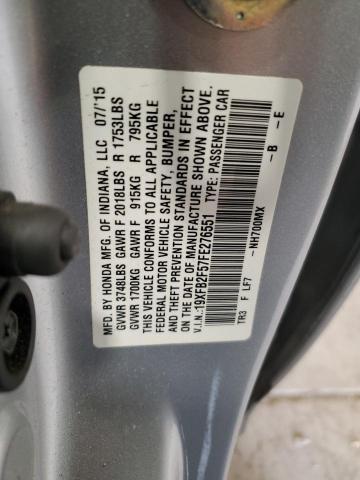 MFD. BY HONDA MFG. OF INDIANA, LLC 07/'15
GVWR 3748LBS GAWR F 2018LBS R 1753LBS
GVWR 1700KG GAWR F 915KG R 795KG
THIS VEHICLE CONFORMS TO ALL APPLICABLE
FEDERAL MOTOR VEHICLE SAFETY, BUMPER,
AND THEFT PREVENTION STANDARDS IN EFFECT
ON THE DATE OF MANUFACTURE SHOWN ABOVE.
V.I.N.:19XFB2F57FE276551 TYPE: PASSENGER CAR
TR3 F LF7 - NH700MX - B - E